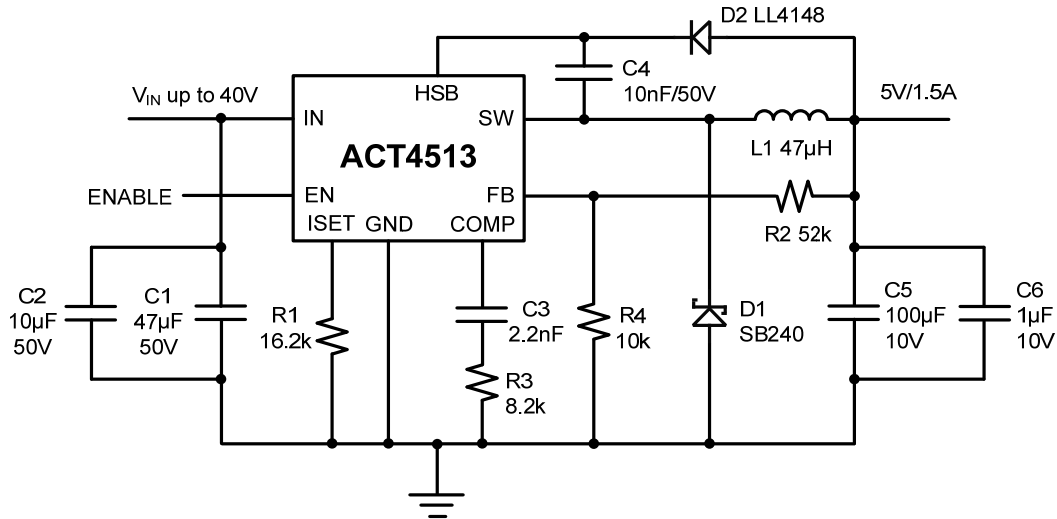 D2 LL4148
C4
10nF/50V
HSB
V_IN up to 40V
5V/1.5A
IN
SW
L1 47µH
ACT4513
ENABLE
EN
FB
ISET GND COMP
R2 52k
C2
10µF
50V
C1
47µF
50V
R1
16.2k
C3
2.2nF
R3
8.2k
R4
10k
D1
SB240
C5
100µF
10V
C6
1µF
10V